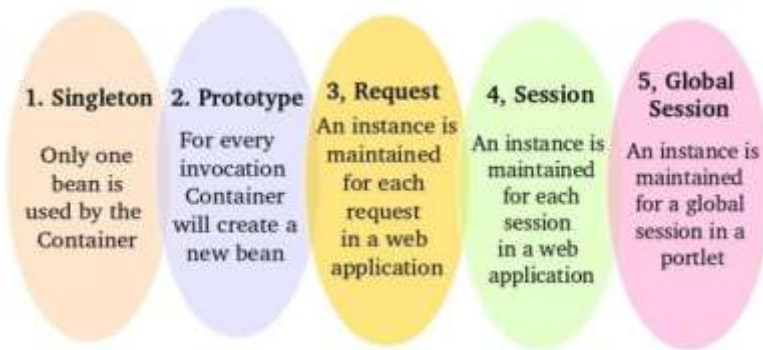 1. Singleton
Only one
bean is
used by the
Container
2. Prototype
For every
invocation
Container
will create a
new bean
3, Request
An instance is
maintained
for each
request
in a web
application
4, Session
An instance is
maintained
for each
session
in a web
application
5, Global
Session
An instance is
maintained
for a global
session in a
portlet